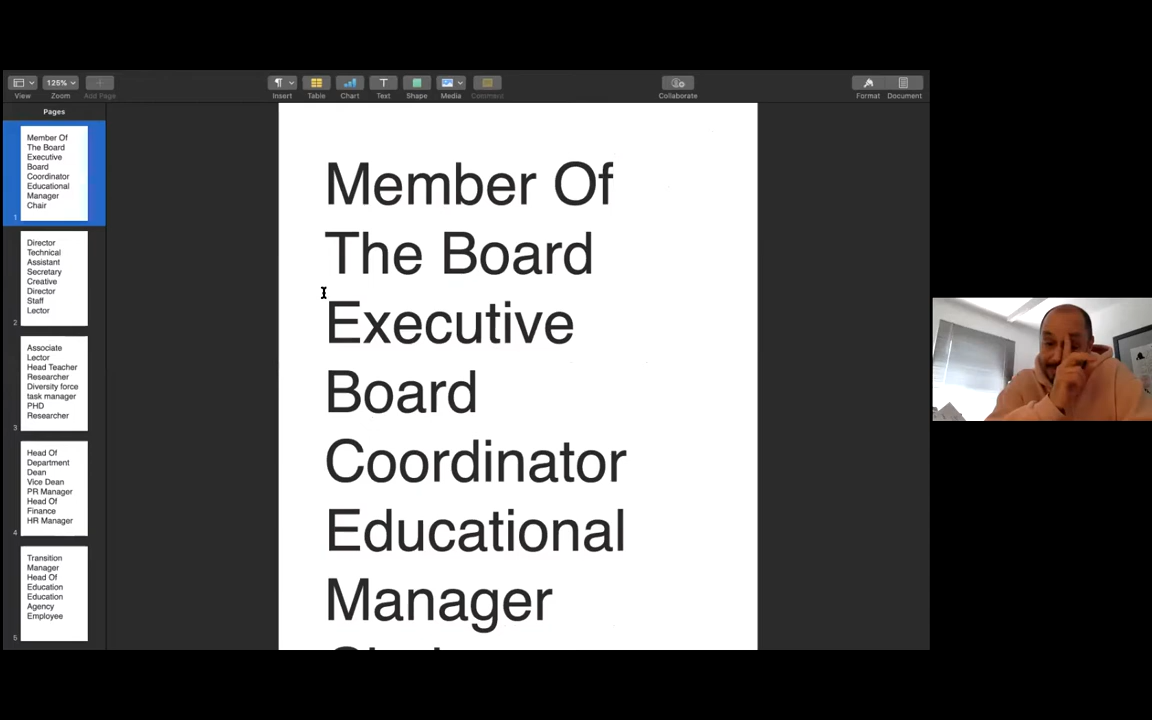 125%
View
Zoom
Add Page
Insert
Table
Chart
Text
Shape
Media
Comment
Collaborate
Format
Document
Pages
Member Of
The Board
Executive
Board
Coordinator
Educational
Manager
Chair
1
Director
Technical
Assistant
Secretary
Creative
Director
Staff
Lector
2
Associate
Lector
Head Teacher
Researcher
Diversity force
task manager
PHD
Researcher
3
Head Of
Department
Dean
Vice Dean
PR Manager
Head Of
Finance
HR Manager
4
Transition
Manager
Head Of
Education
Education
Agency
Employee
5
Member Of
The Board
Executive
Board
Coordinator
Educational
Manager